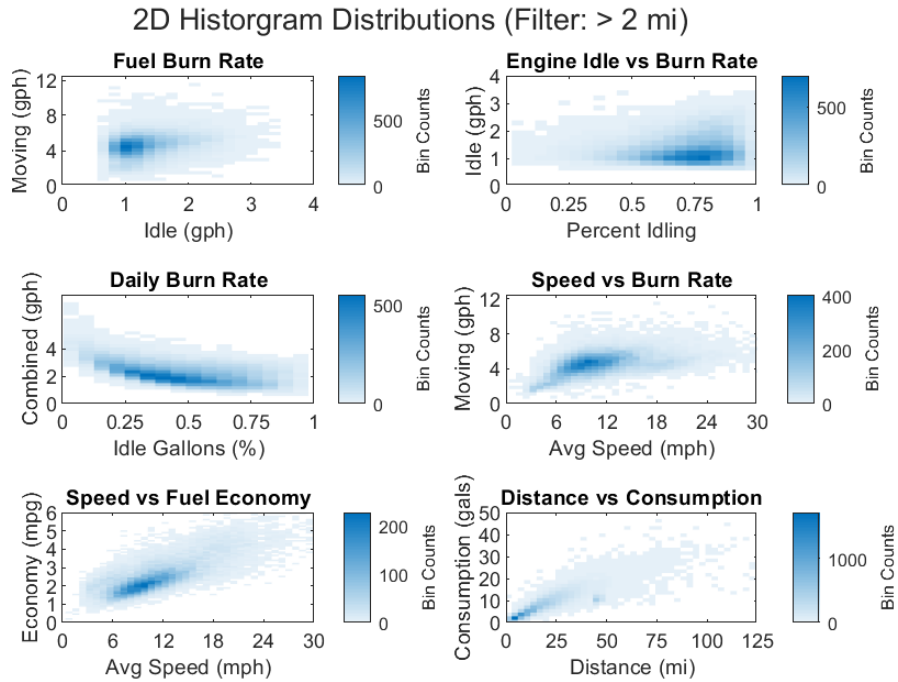 2D Historgram Distributions (Filter: > 2 mi)
Fuel Burn Rate
Moving (gph)
12
8
4
0
0 1 2 3 4
Idle (gph)
500
0
Bin Counts
Engine Idle vs Burn Rate
Idle (gph)
4
3
2
1
0
0 0.25 0.5 0.75 1
Percent Idling
500
0
Bin Counts
Daily Burn Rate
Combined (gph)
4
2
0
0 0.25 0.5 0.75 1
Idle Gallons (%)
500
0
Bin Counts
Speed vs Burn Rate
Moving (gph)
12
8
4
0
0 6 12 18 24 30
Avg Speed (mph)
400
200
0
Bin Counts
Speed vs Fuel Economy
Economy (mpg)
6
5
4
3
2
1
0
0 6 12 18 24 30
Avg Speed (mph)
200
100
0
Bin Counts
Distance vs Consumption
Consumption (gals)
50
40
30
20
10
0
0 25 50 75 100 125
Distance (mi)
1000
0
Bin Counts